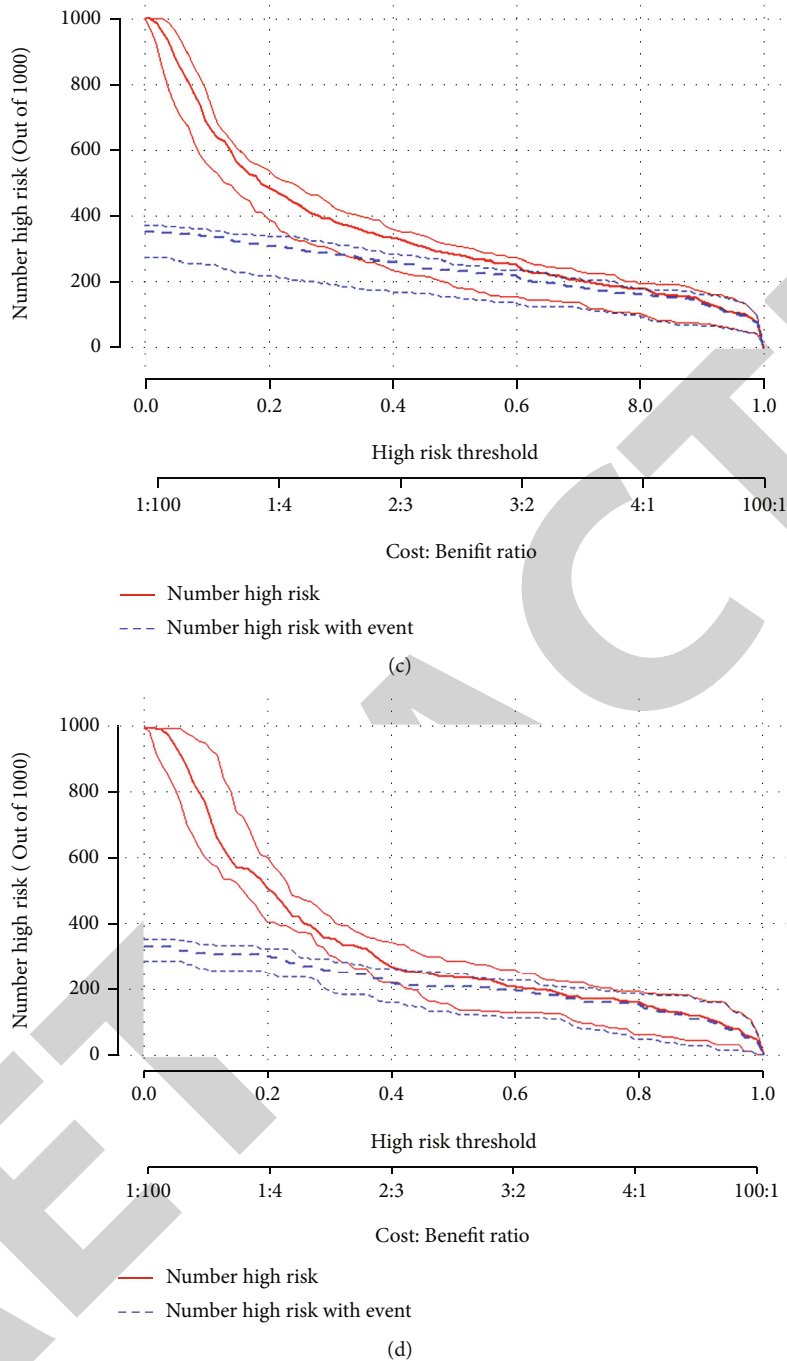 1000
800
600
400
200
0
Number high risk (Out of 1000)
0.0 0.2 0.4 0.6 8.0 1.0
High risk threshold
1:100 1:4 2:3 3:2 4:1 100:1
Cost: Benifit ratio
Number high risk
Number high risk with event
(c)
1000
800
600
400
200
0
Number high risk ( Out of 1000)
0.0 0.2 0.4 0.6 0.8 1.0
High risk threshold
1:100 1:4 2:3 3:2 4:1 100:1
Cost: Benefit ratio
Number high risk
Number high risk with event
(d)